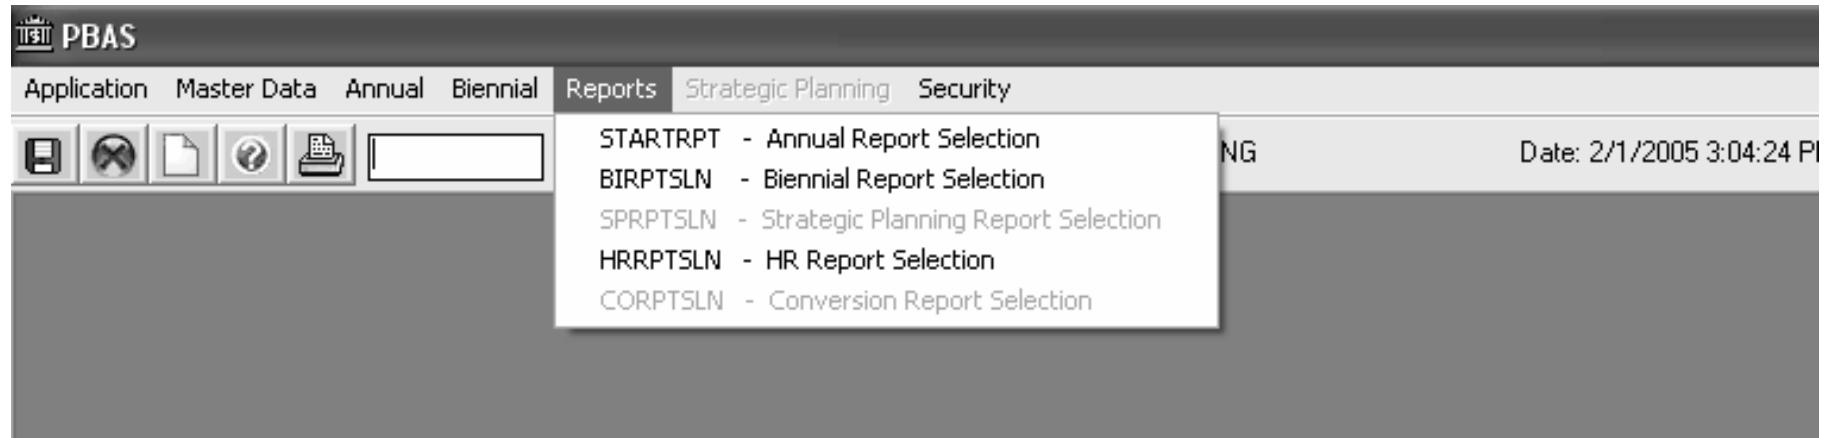 PBAS
Application Master Data Annual Biennial Reports Strategic Planning Security
STARTRPT - Annual Report Selection
NG
Date: 2/1/2005 3:04:24 P
BIRPTSLN - Biennial Report Selection
SPRPTSLN - Strategic Planning Report Selection
HRRPTSLN - HR Report Selection
CORPTSLN - Conversion Report Selection